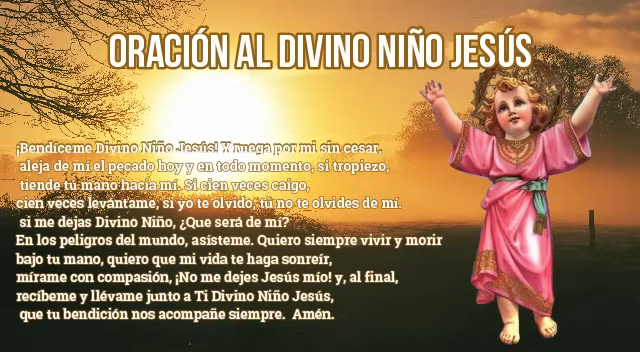 ORACIÓN AL DIVINO NIÑO JESÚS
¡Bendíceme Divino Niño Jesús! Y ruega por mi sin cesar,
aleja de mí el pecado hoy y en todo momento, si tropiezo,
tiende tú mano hacia mí. Si cien veces caigo,
cien veces levántame, si yo te olvido, tú no te olvides de mí.
si me dejas Divino Niño, ¿Que será de mí?
En los peligros del mundo, asísteme. Quiero siempre vivir y morir
bajo tu mano, quiero que mi vida te haga sonreír,
mírame con compasión, ¡No me dejes Jesús mío! y, al final,
recíbeme y llévame junto a Ti Divino Niño Jesús,
que tu bendición nos acompañe siempre. Amén.